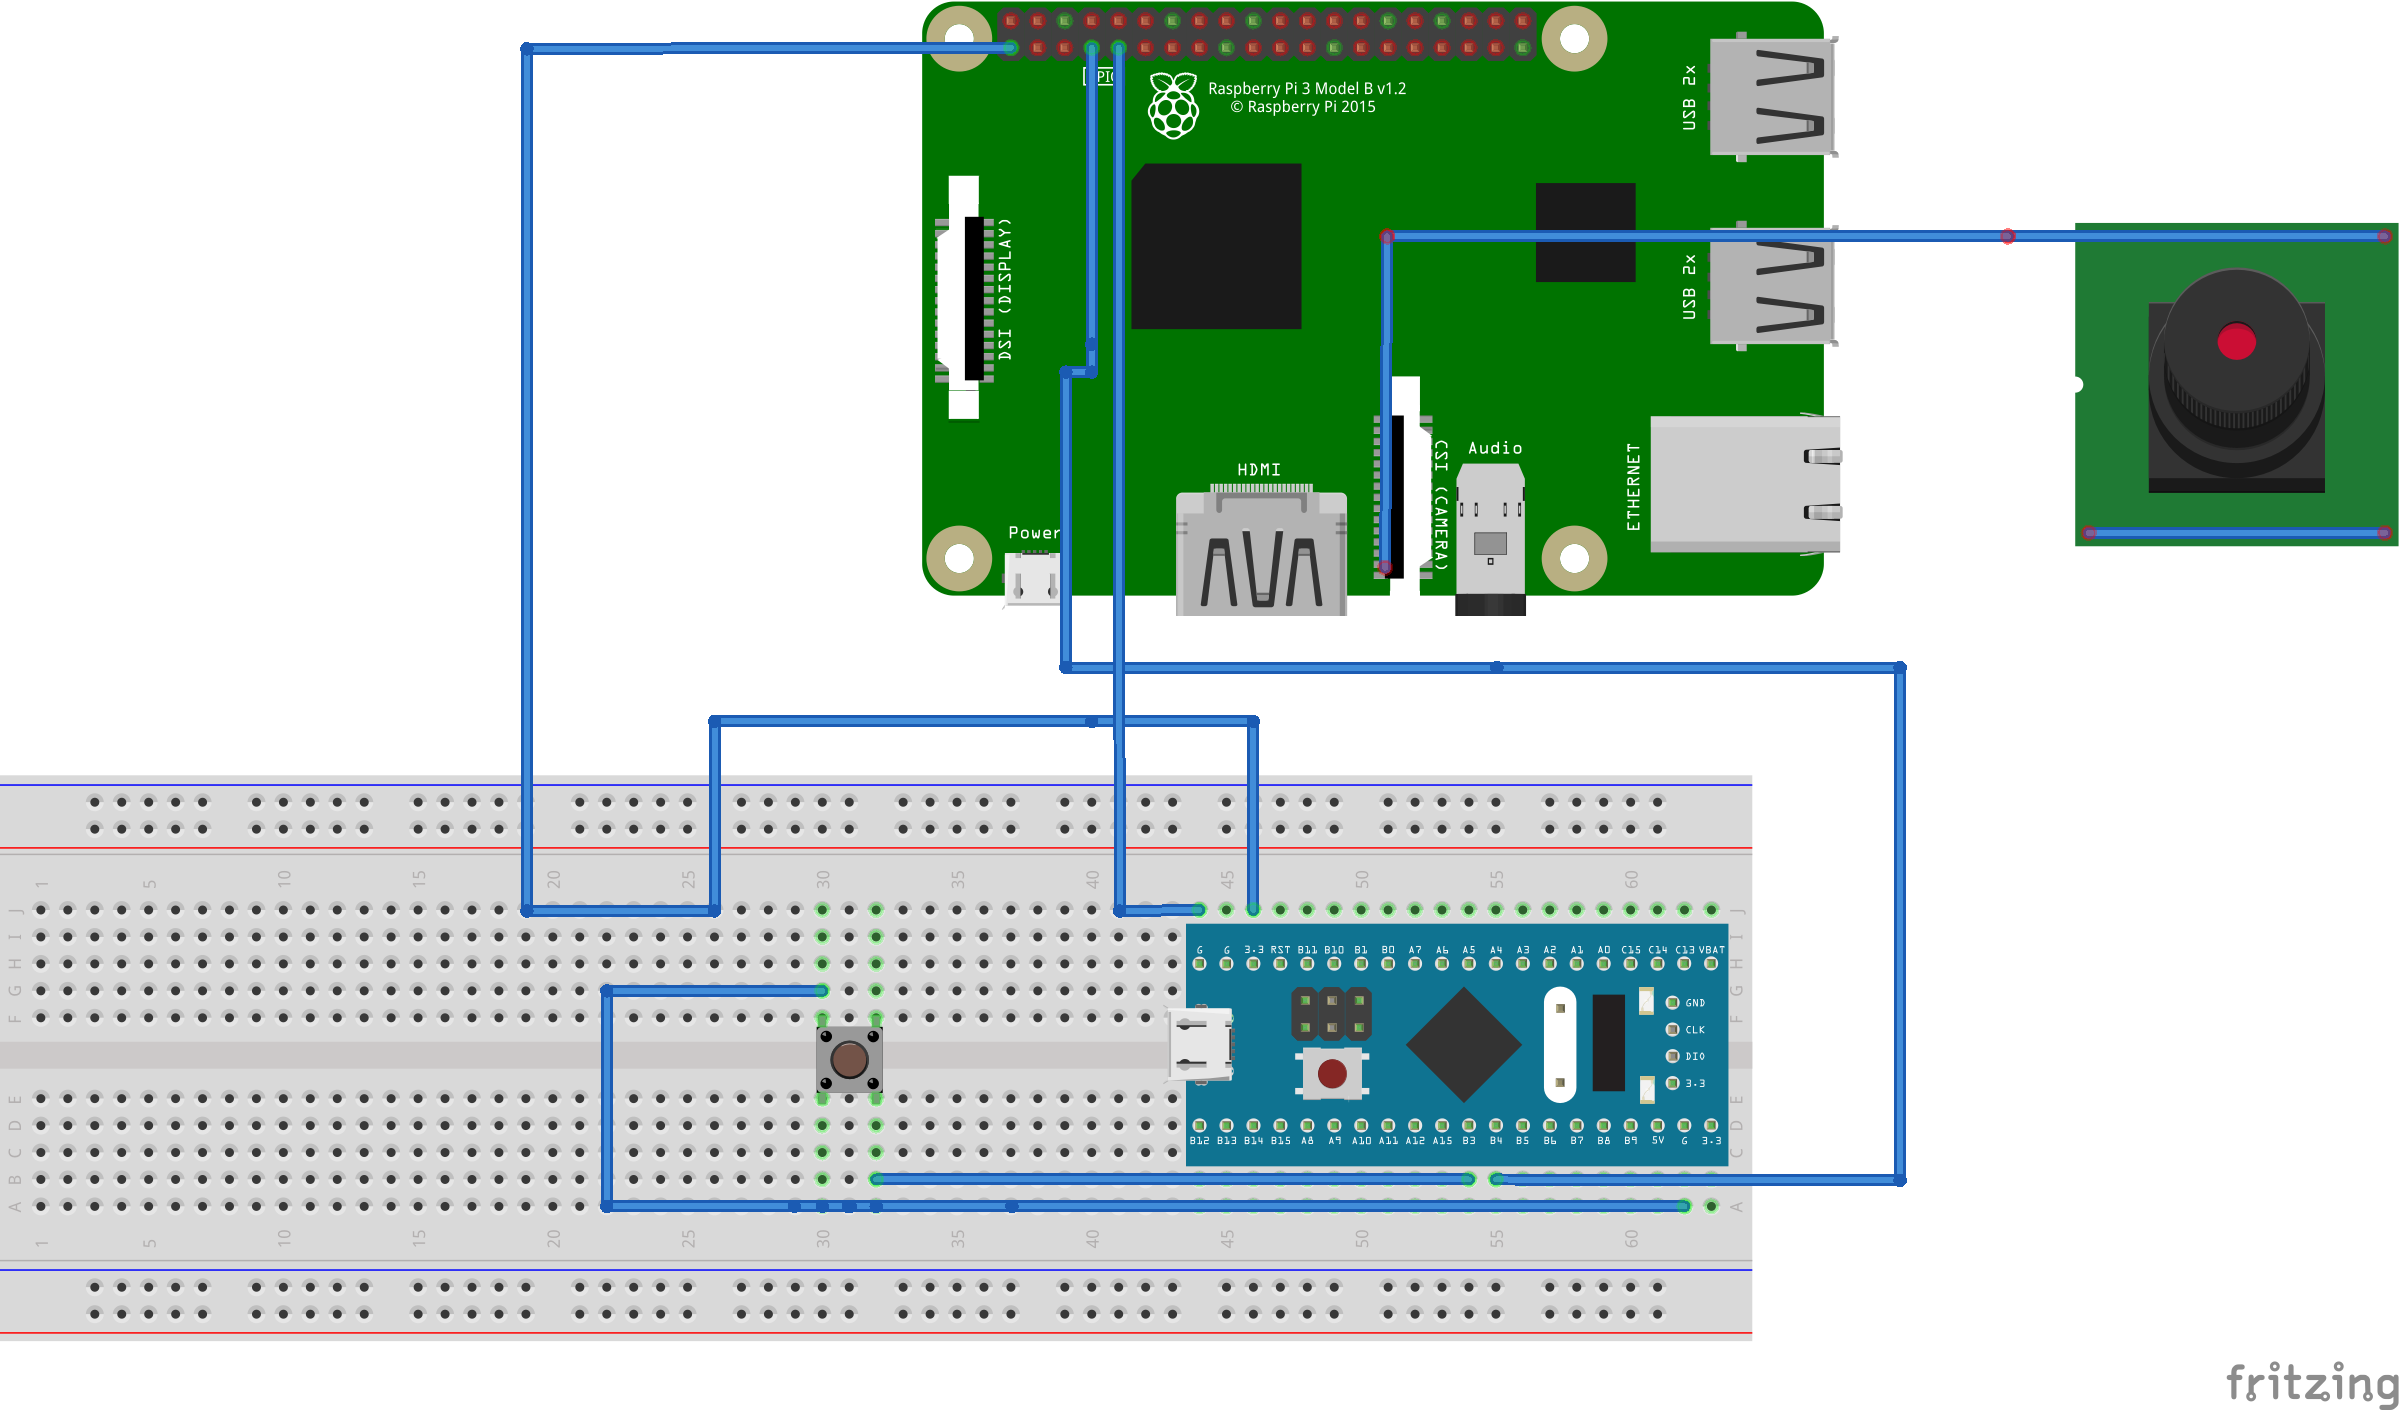 GPIO
Raspberry Pi 3 Model B v1.2
© Raspberry Pi 2015
USB 2x
USB 2x
DSI (DISPLAY)
HDMI
CSI (CAMERA)
Audio
ETHERNET
Power
1 5 10 15 20 25 30 35 40 45 50 55 60
J J
I I
H H
G G
F F
G G 3.3 RST B11 B10 B1 B0 A7 A6 A5 A4 A3 A2 A1 A0 C15 C14 C13 VBAT
GND
CLK
DIO
3.3
E E
D D
B12 B13 B14 B15 A8 A9 A10 A11 A12 A15 B3 B4 B5 B6 B7 B8 B9 5V G 3.3
C C
B
A A
1 5 10 15 20 25 30 35 40 45 50 55 60
fritzing